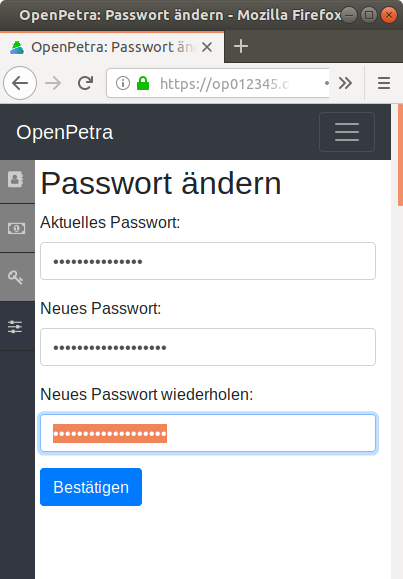 OpenPetra: Passwort ändern - Mozilla Firefox
OpenPetra: Passwort än
https://op012345.o
OpenPetra
Passwort ändern
Aktuelles Passwort:
•••••••••••••••
Neues Passwort:
•••••••••••••••••••
Neues Passwort wiederholen:
•••••••••••••••••••
Bestätigen